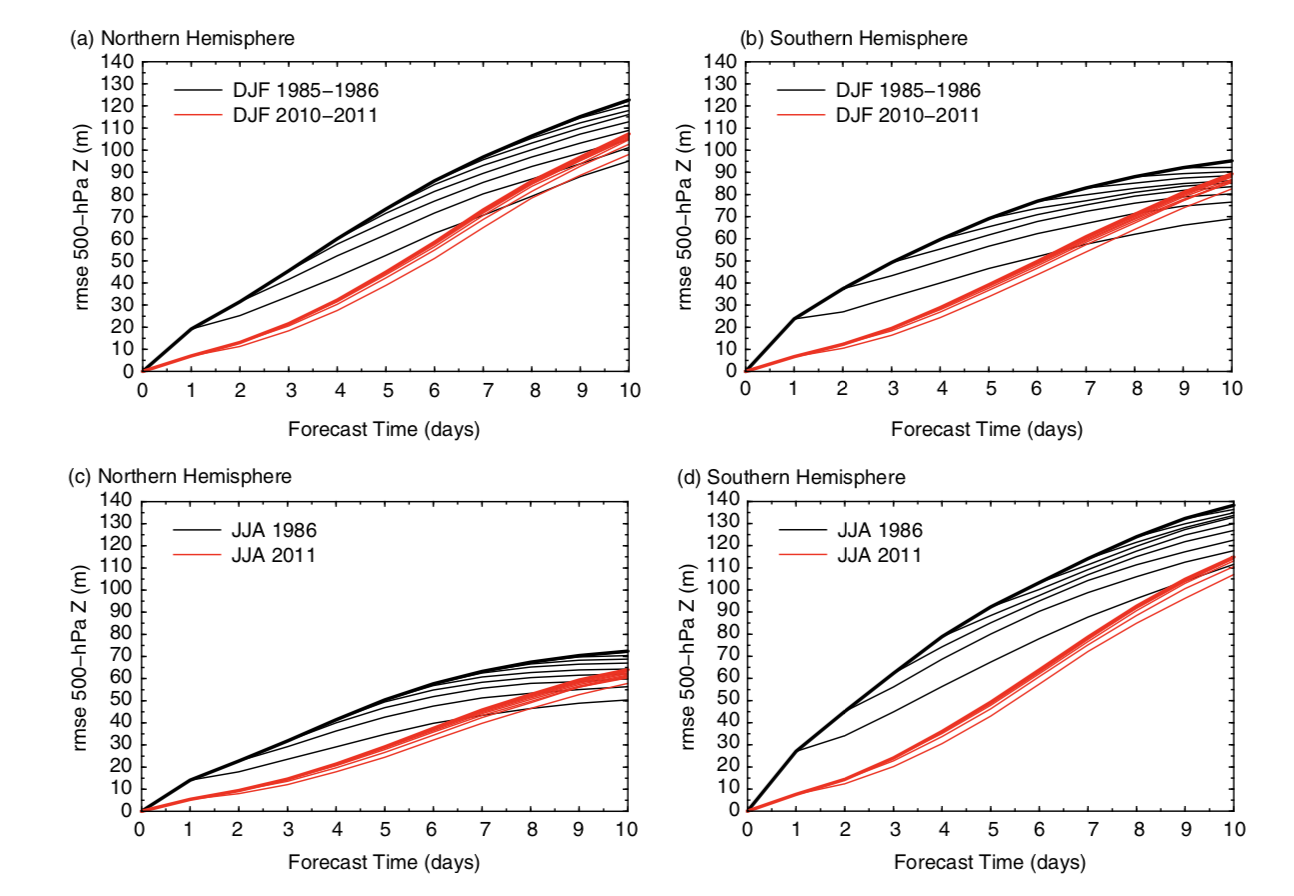 (a) Northern Hemisphere
140
130
120
110
100
90
80
70
60
50
40
30
20
10
0
rmse 500–hPa Z (m)
DJF 1985–1986
DJF 2010–2011
0 1 2 3 4 5 6 7 8 9 10
Forecast Time (days)
(b) Southern Hemisphere
140
130
120
110
100
90
80
70
60
50
40
30
20
10
0
rmse 500–hPa Z (m)
DJF 1985–1986
DJF 2010–2011
0 1 2 3 4 5 6 7 8 9 10
Forecast Time (days)
(c) Northern Hemisphere
140
130
120
110
100
90
80
70
60
50
40
30
20
10
0
rmse 500–hPa Z (m)
JJA 1986
JJA 2011
0 1 2 3 4 5 6 7 8 9 10
Forecast Time (days)
(d) Southern Hemisphere
140
130
120
110
100
90
80
70
60
50
40
30
20
10
0
rmse 500–hPa Z (m)
JJA 1986
JJA 2011
0 1 2 3 4 5 6 7 8 9 10
Forecast Time (days)